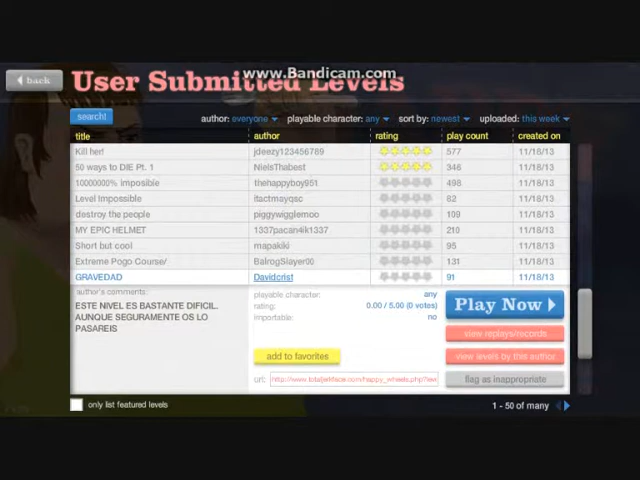 www.Bandicam.com
back
User Submitted Levels
search!
author: everyone playable character: any sort by: newest uploaded: this week
title author rating play count created on
Kill her! jdeezy123456789 577 11/18/13
50 ways to DIE Pt. 1 NielsThabest 346 11/18/13
10000000% imposible thehappyboy951 498 11/18/13
Level Impossible itactmayqsc 82 11/18/13
destroy the people piggywigglemoo 109 11/18/13
MY EPIC HELMET 1337pacan4ik1337 210 11/18/13
Short but cool mapakiki 95 11/18/13
Extreme Pogo Course/ BalrogSlayer00 131 11/18/13
GRAVEDAD Davidcrist 91 11/18/13
author's comments:
ESTE NIVEL ES BASTANTE DIFICIL.
AUNQUE SEGURAMENTE OS LO
PASAREIS
playable character: any
rating: 0.00 / 5.00 (0 votes)
importable: no
add to favorites
url: http://www.totaljerkface.com/happy_wheels.php?lev
Play Now
view replays/records
view levels by this author
flag as inappropriate
only list featured levels
1 - 50 of many